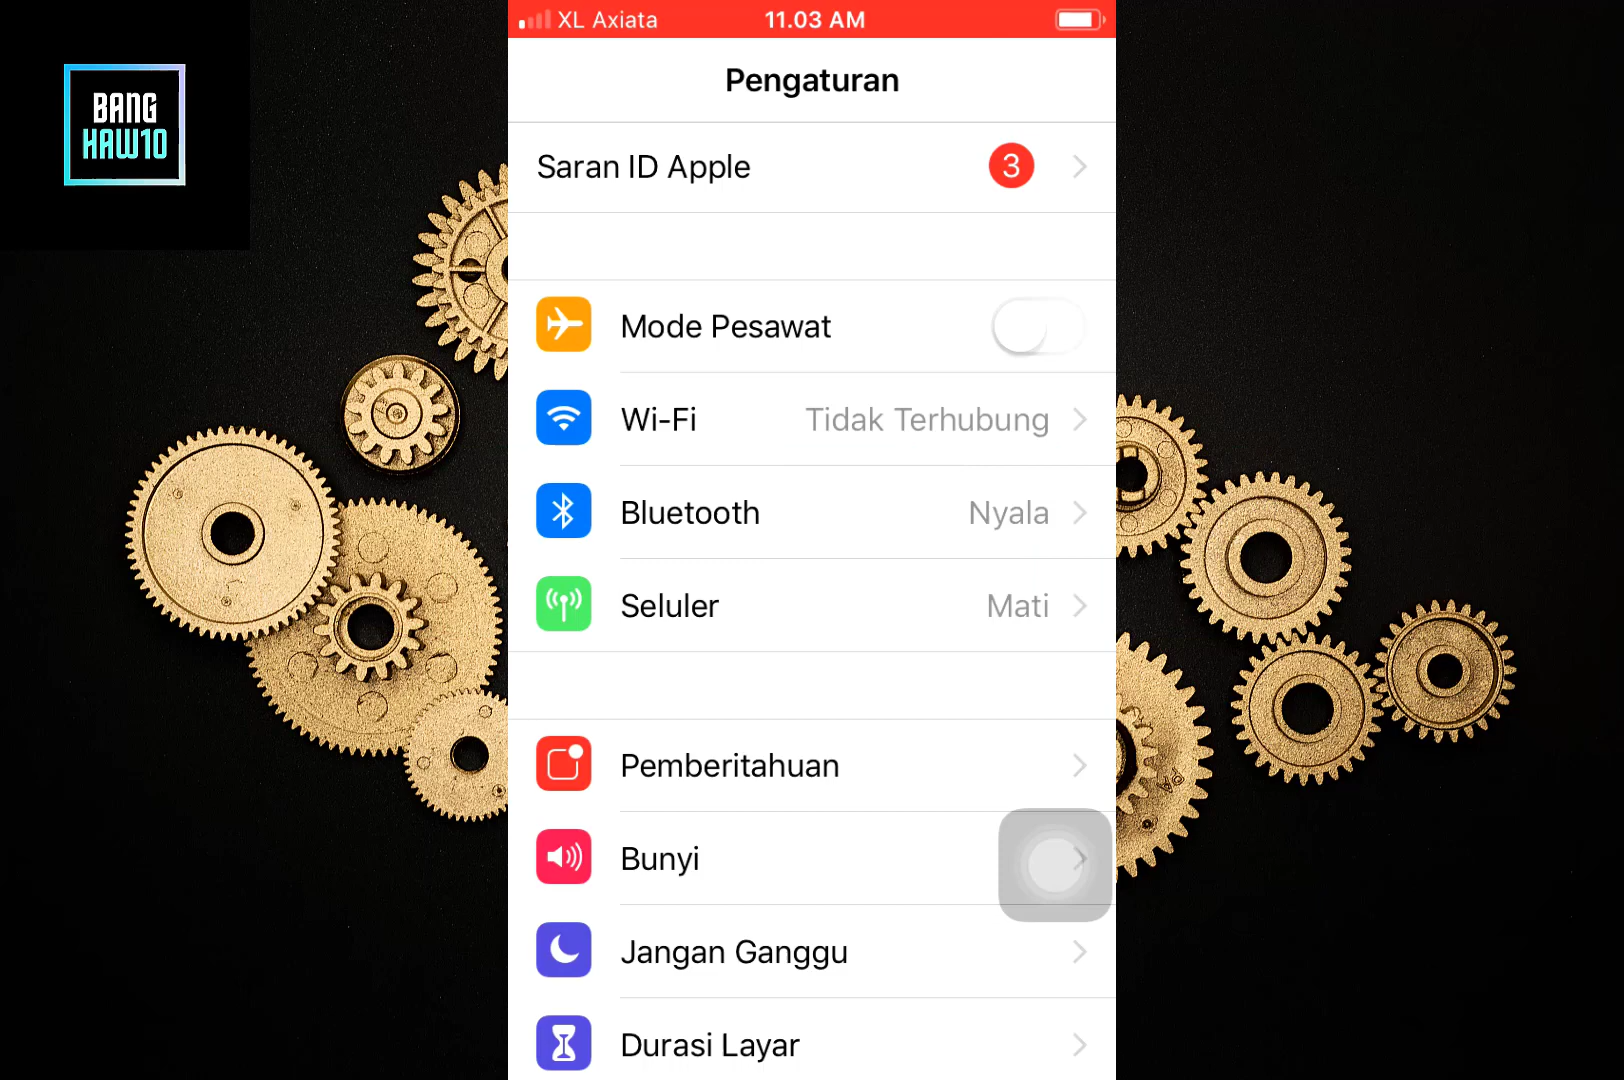 BANG
HAW10
XL Axiata 11.03 AM
Pengaturan
Saran ID Apple 3
Mode Pesawat
Wi-Fi Tidak Terhubung
Bluetooth Nyala
Seluler Mati
Pemberitahuan
Bunyi
Jangan Ganggu
Durasi Layar